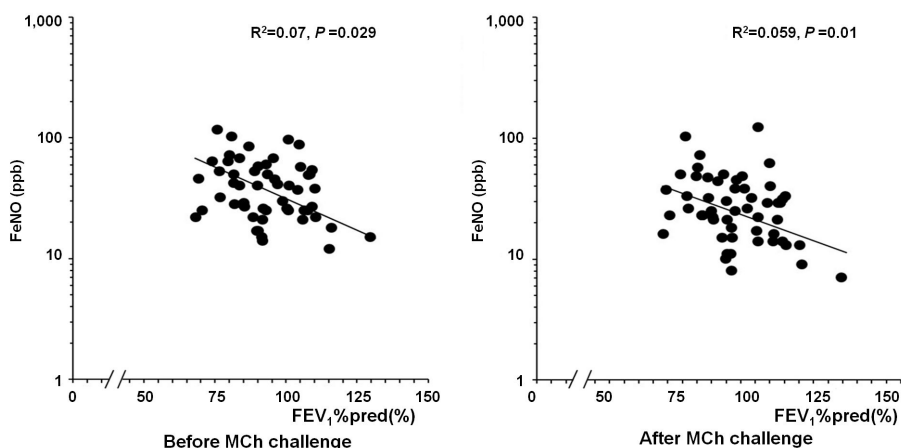 1,000
100
10
1
FeNO (ppb)
R²=0.07, P =0.029
0 50 75 100 125 150
FEV₁%pred(%)
Before MCh challenge
1,000
100
10
1
FeNO (ppb)
R²=0.059, P =0.01
0 50 75 100 125 150
FEV₁%pred(%)
After MCh challenge